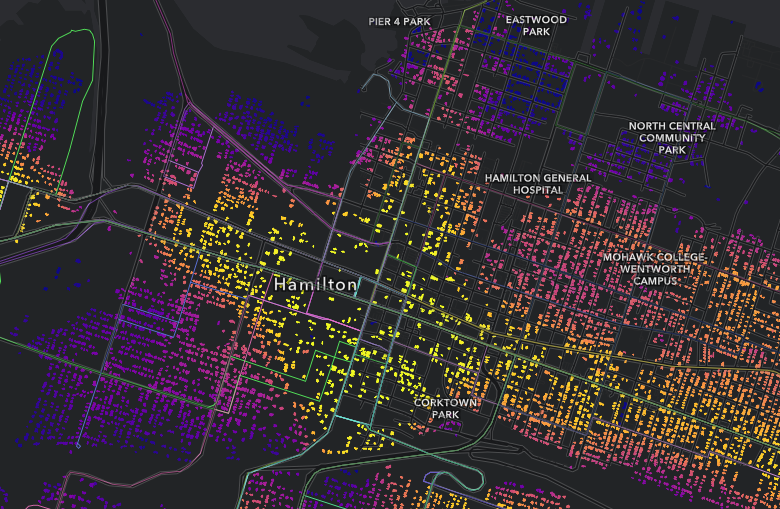 PIER 4 PARK
EASTWOOD
PARK
NORTH CENTRAL
COMMUNITY
PARK
HAMILTON GENERAL
HOSPITAL
MOHAWK COLLEGE-
WENTWORTH
CAMPUS
Hamilton
CORKTOWN
PARK